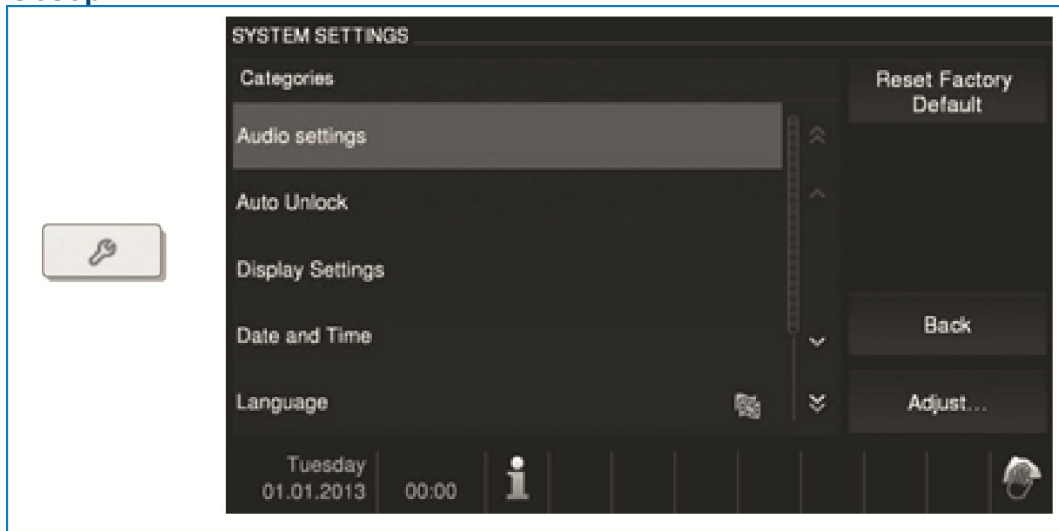 SYSTEM SETTINGS
Categories
Audio settings
Auto Unlock
Display Settings
Date and Time
Language
Reset Factory
Default
Back
Adjust...
Tuesday
01.01.2013
00:00